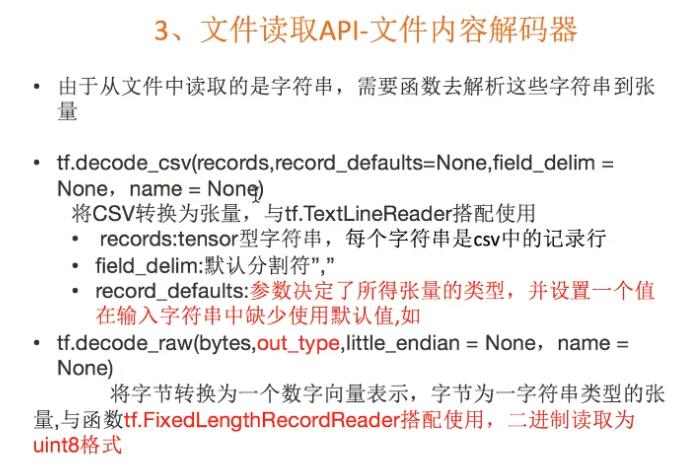 3、文件读取API-文件内容解码器
• 由于从文件中读取的是字符串，需要函数去解析这些字符串到张
量
• tf.decode_csv(records,record_defaults=None,field_delim =
None，name = None)
将CSV转换为张量，与tf.TextLineReader搭配使用
• records:tensor型字符串，每个字符串是csv中的记录行
• field_delim:默认分割符”,”
• record_defaults:参数决定了所得张量的类型，并设置一个值
在输入字符串中缺少使用默认值,如
• tf.decode_raw(bytes,out_type,little_endian = None，name =
None)
将字节转换为一个数字向量表示，字节为一字符串类型的张
量,与函数tf.FixedLengthRecordReader搭配使用，二进制读取为
uint8格式